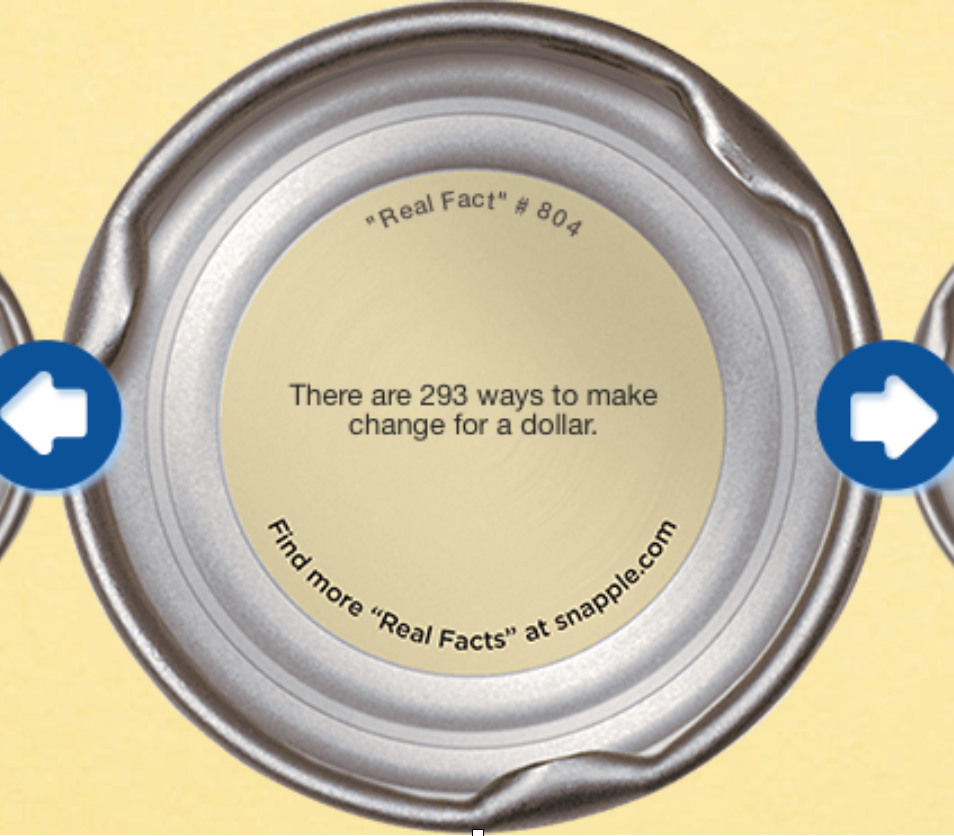 "Real Fact" # 804
There are 293 ways to make
change for a dollar.
Find more “Real Facts” at snapple.com